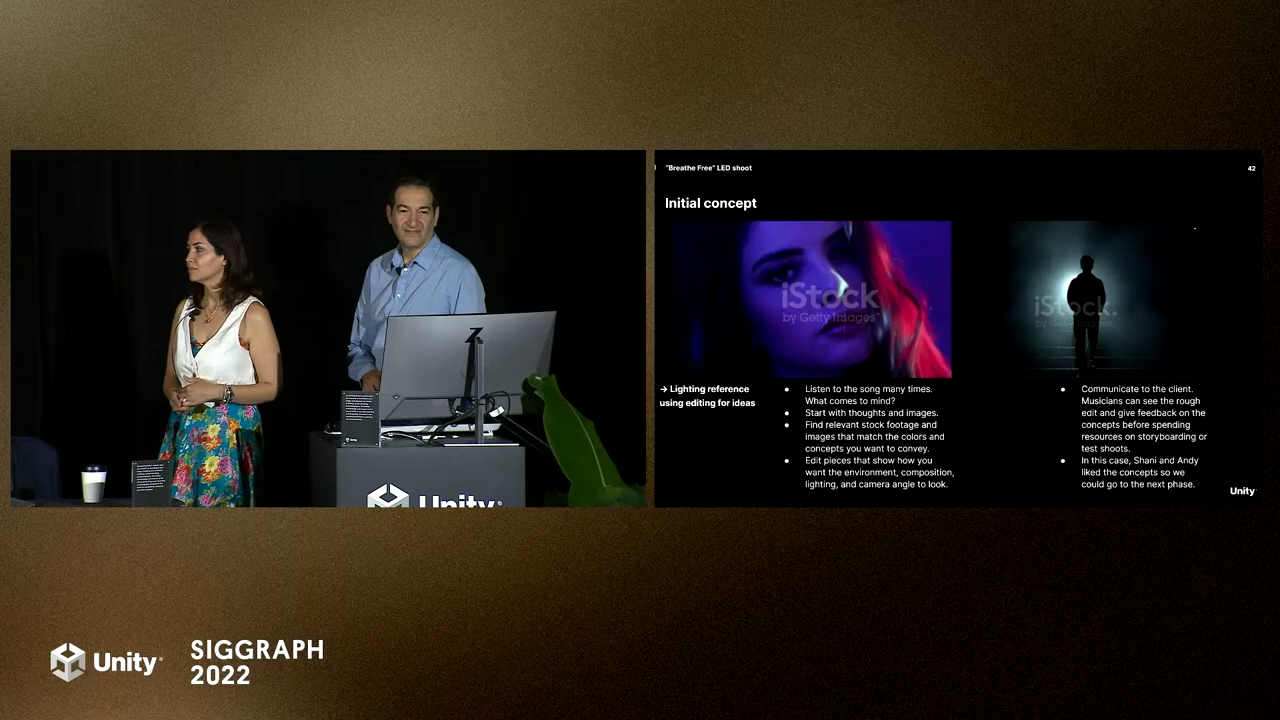 "Breathe Free" LED shoot
42
Initial concept
iStock
by Getty Images™
iStock.
by Getty Images
→ Lighting reference
using editing for ideas
● Listen to the song many times.
What comes to mind?
● Start with thoughts and images.
● Find relevant stock footage and
images that match the colors and
concepts you want to convey.
● Edit pieces that show how you
want the environment, composition,
lighting, and camera angle to look.
● Communicate to the client.
Musicians can see the rough
edit and give feedback on the
concepts before spending
resources on storyboarding or
test shoots.
● In this case, Shani and Andy
liked the concepts so we
could go to the next phase.
Unity
Unity
Unity
SIGGRAPH
2022